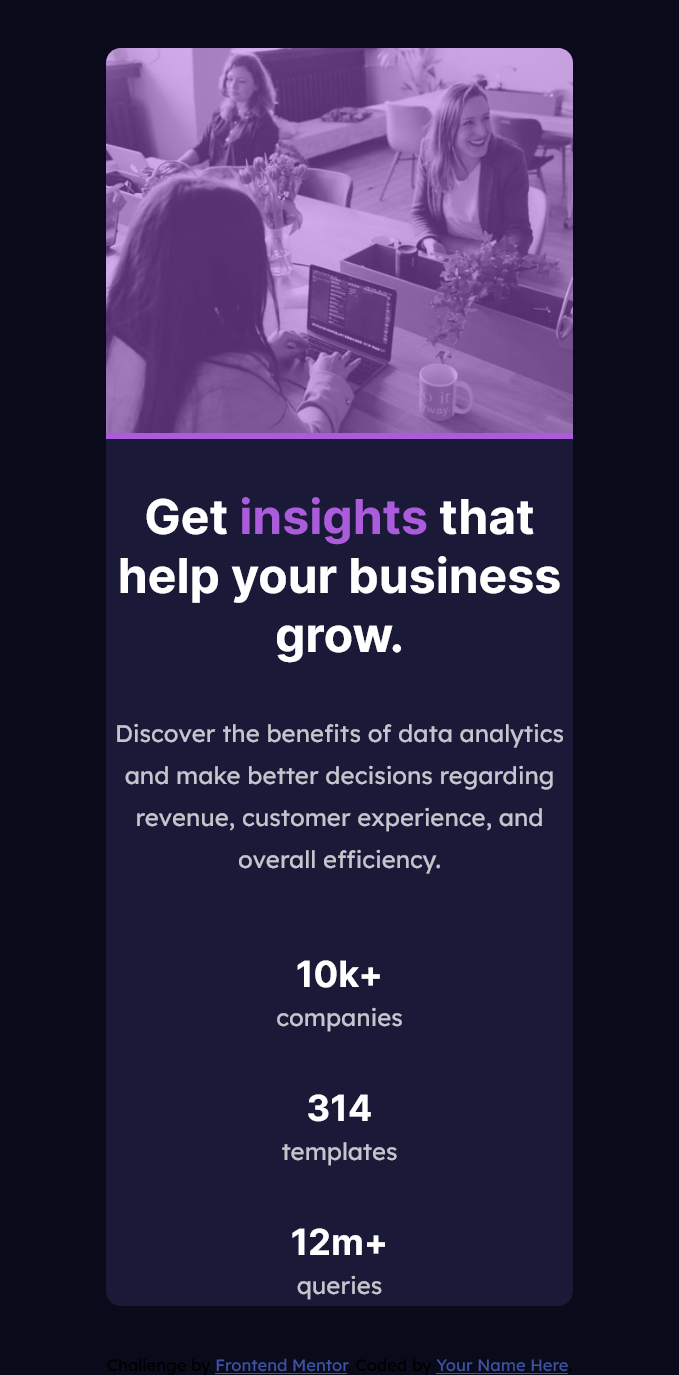 Get insights that
help your business
grow.
Discover the benefits of data analytics
and make better decisions regarding
revenue, customer experience, and
overall efficiency.
10k+
companies
314
templates
12m+
queries
Challenge by Frontend Mentor Coded by Your Name Here